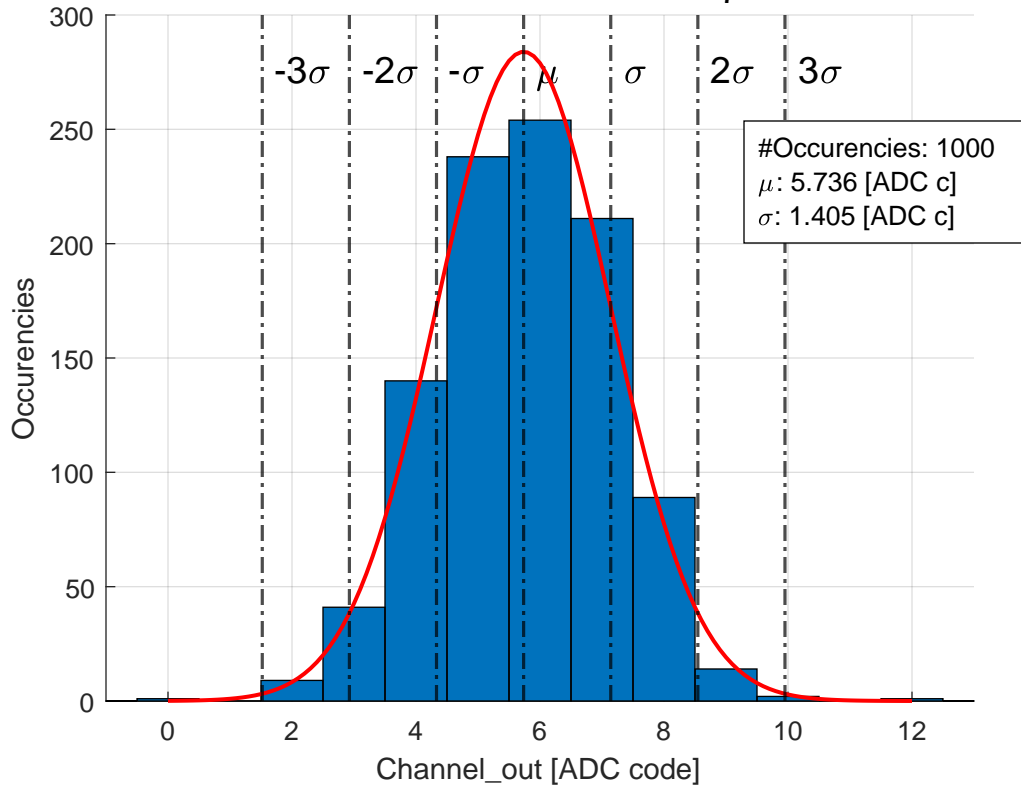 300
250
200
150
100
50
0
Occurencies
-3σ -2σ -σ μ σ 2σ 3σ
#Occurencies: 1000
μ: 5.736 [ADC c]
σ: 1.405 [ADC c]
0 2 4 6 8 10 12
Channel_out [ADC code]